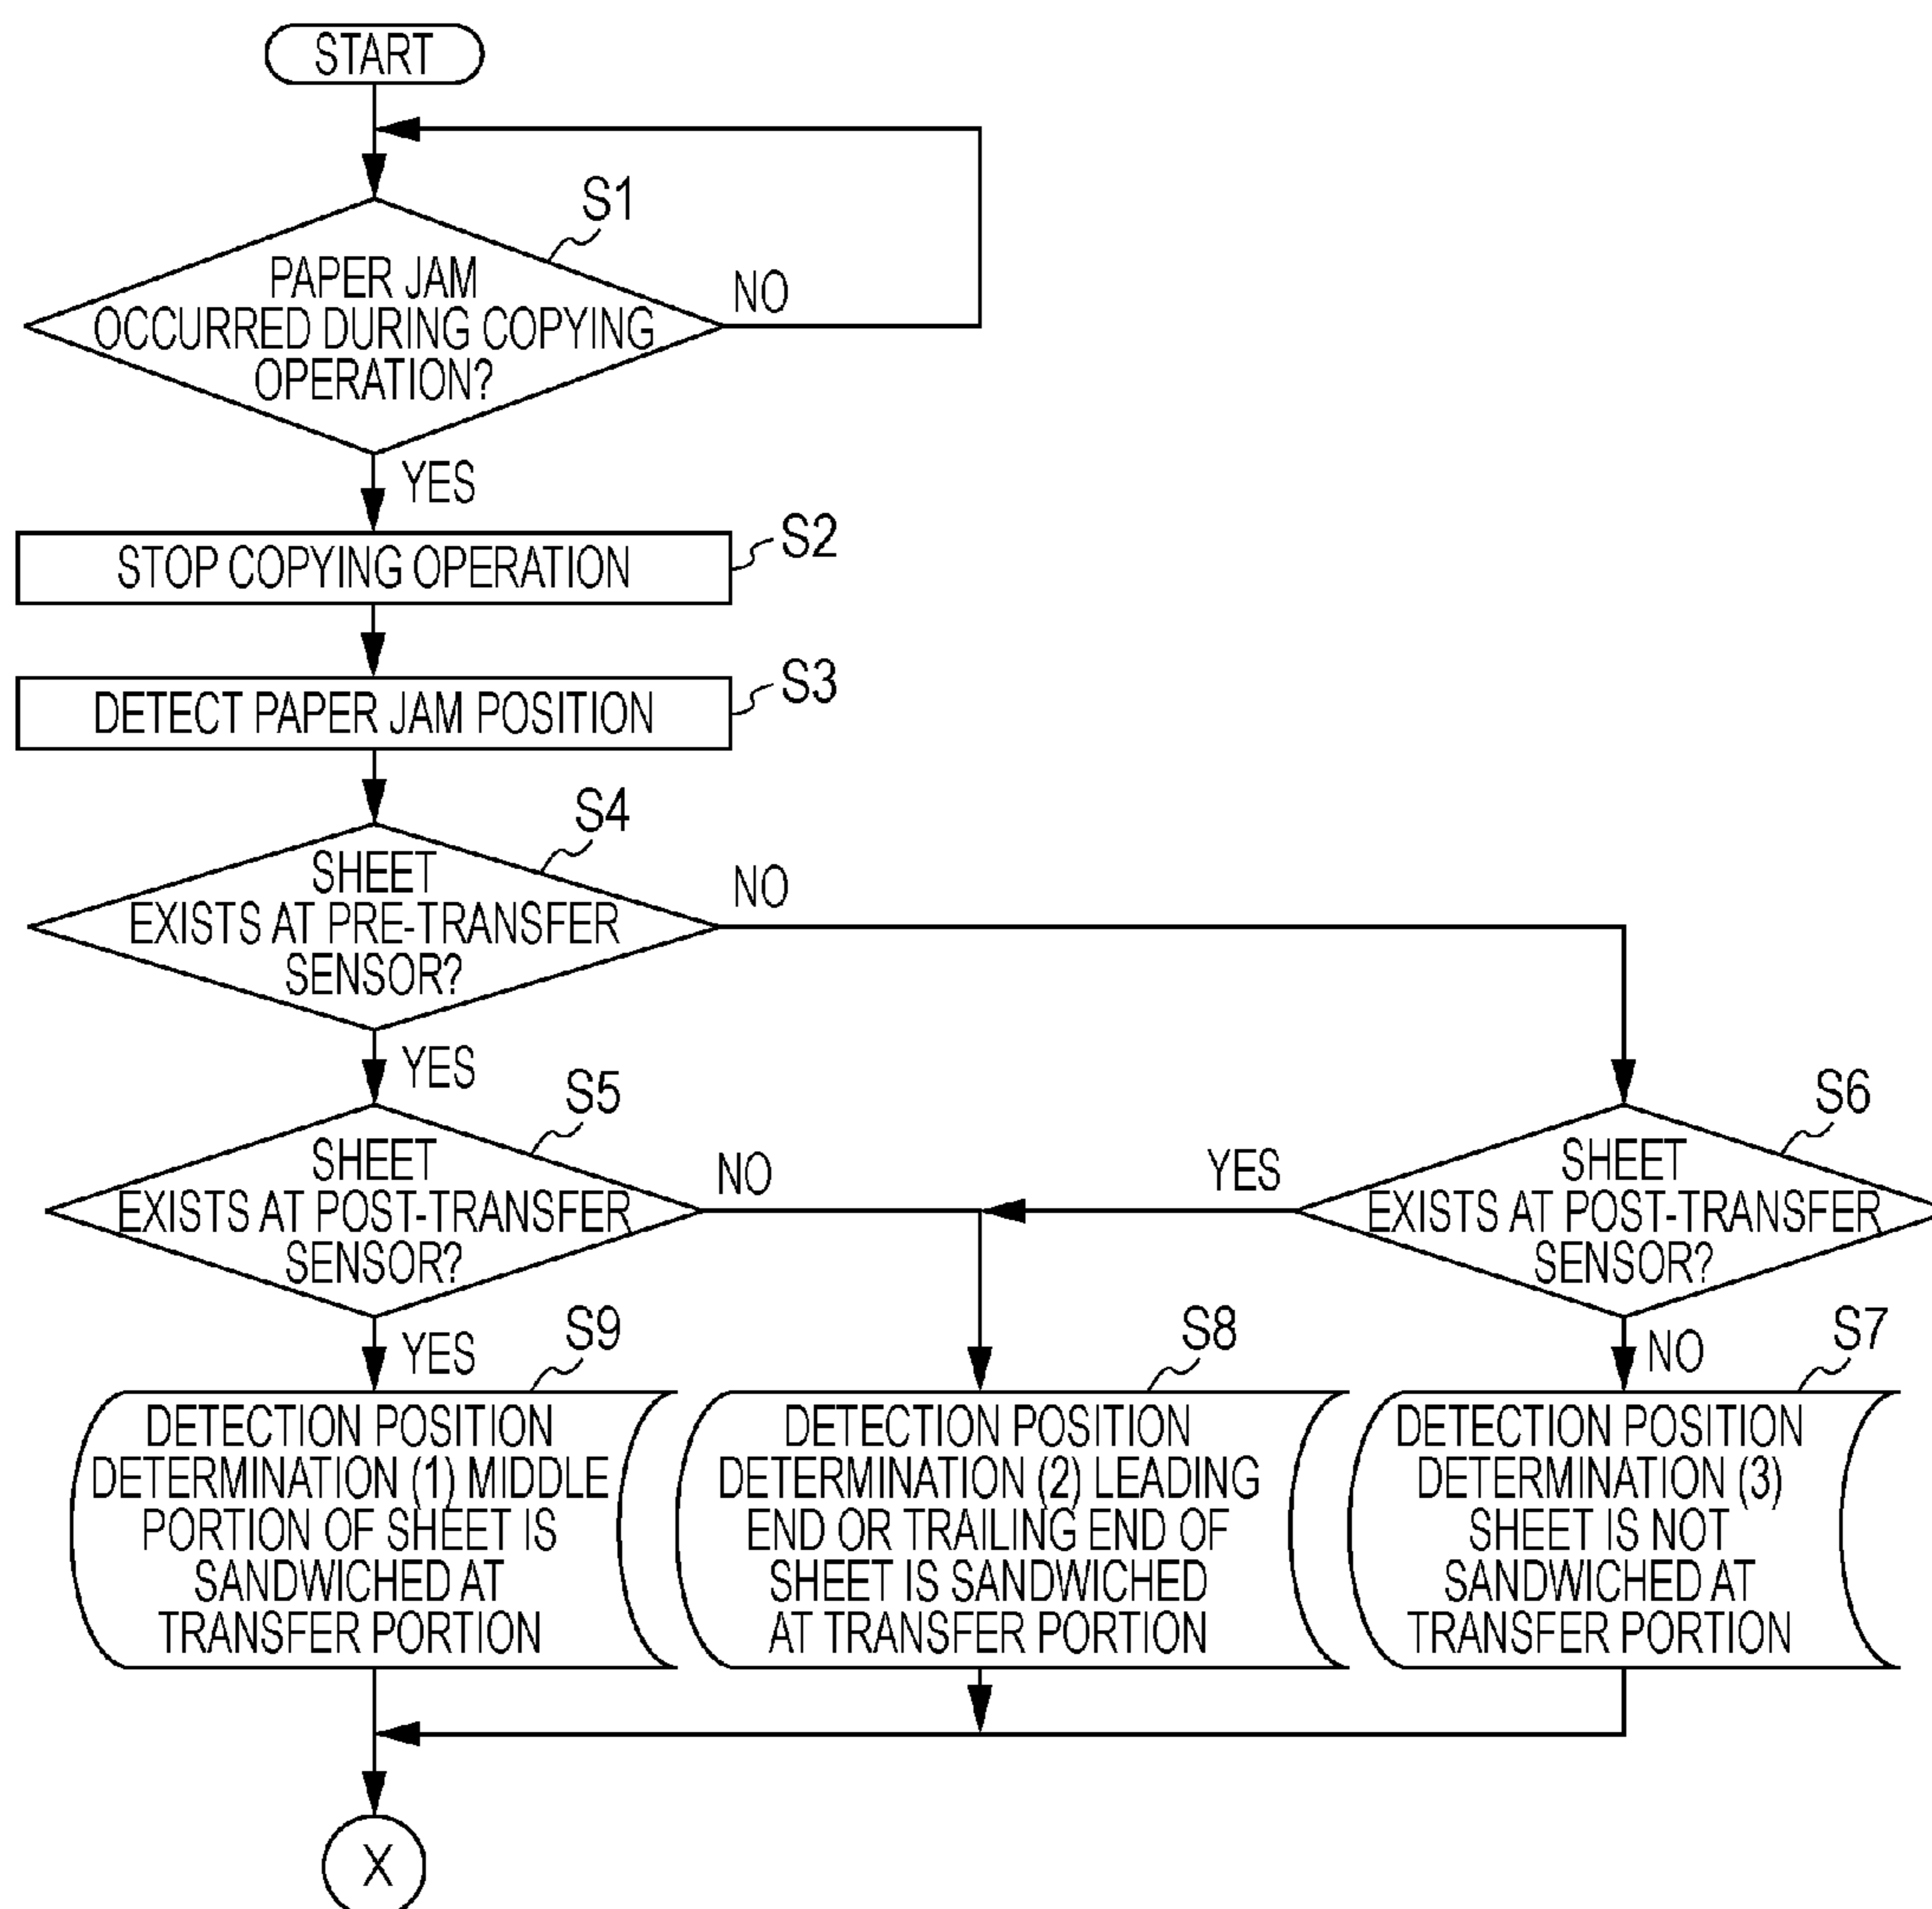 START
S1
PAPER JAM
OCCURRED DURING COPYING
OPERATION?
NO
YES
STOP COPYING OPERATION
S2
DETECT PAPER JAM POSITION
S3
S4
SHEET
EXISTS AT PRE-TRANSFER
SENSOR?
NO
YES
S5
SHEET
EXISTS AT POST-TRANSFER
SENSOR?
NO
YES
S6
SHEET
EXISTS AT POST-TRANSFER
SENSOR?
YES
NO
S9
DETECTION POSITION
DETERMINATION (1) MIDDLE
PORTION OF SHEET IS
SANDWICHED AT
TRANSFER PORTION
S8
DETECTION POSITION
DETERMINATION (2) LEADING
END OR TRAILING END OF
SHEET IS SANDWICHED
AT TRANSFER PORTION
S7
DETECTION POSITION
DETERMINATION (3)
SHEET IS NOT
SANDWICHED AT
TRANSFER PORTION
X